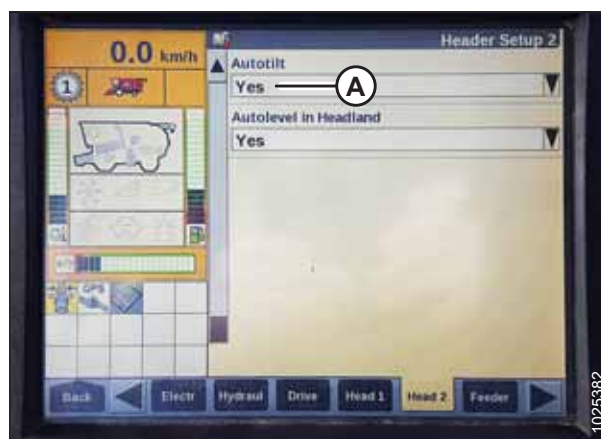 0.0 km/h
Header Setup 2
1
Autotilt
Yes
A
Autolevel in Headland
Yes
GPS
Back
Electr
Hydraul
Drive
Head 1
Head 2
Feeder
1025382